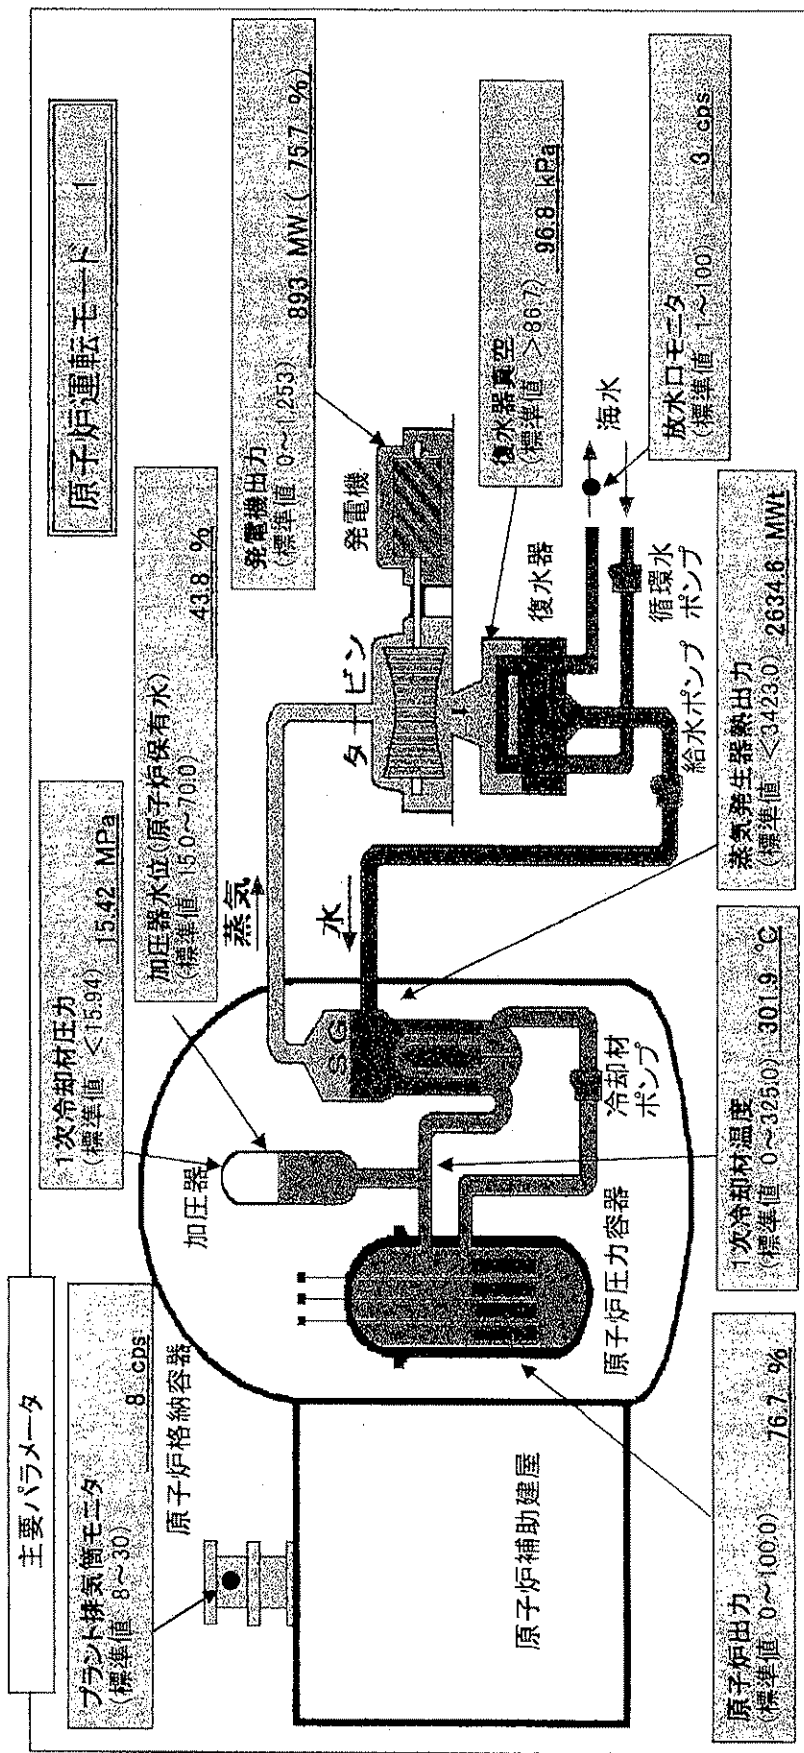 主要パラメータ
原子炉運転モード 1
プラント排気筒モニタ
(標準値 8～30) 8 cps
1次冷却材圧力
(標準値 <15.94) 15.42 MPa
加圧器水位(原子炉保有水)
(標準値 15.0～70.0) 43.8 %
発電機出力
(標準値 0～1,253) 893 MW ( 75.7 %)
復水器真空
(標準値 >86.7) 96.8 kPa
放水口モニタ
(標準値 1～100) 3 cps
原子炉格納容器
加圧器
蒸気
水
タービン
発電機
SG
復水器
海水
循環水
ポンプ
給水ポンプ
冷却材
ポンプ
原子炉圧力容器
原子炉補助建屋
原子炉出力
(標準値 0～100.0) 76.7 %
1次冷却材温度
(標準値 0～325.0) 301.9 ℃
蒸気発生器熱出力
(標準値 <3423.0) 2634.6 MWt